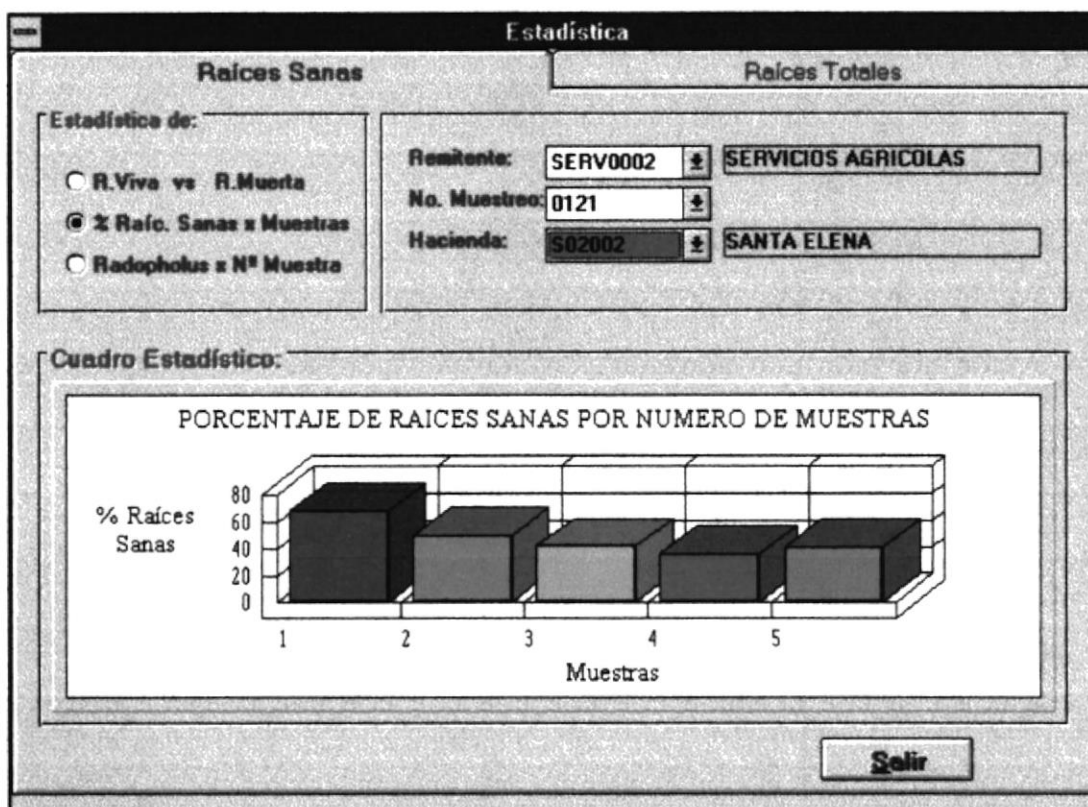 Estadística
Raíces Sanas
Raíces Totales
Estadística de:
R.Viva vs R.Muerta
% Raíc. Sanas x Muestras
Radopholus x Nº Muestra
Remitente: SERV0002 SERVICIOS AGRICOLAS
No. Muestreo: 0121
Hacienda: S02002 SANTA ELENA
Cuadro Estadístico:
PORCENTAJE DE RAICES SANAS POR NUMERO DE MUESTRAS
% Raíces
Sanas
80
60
40
20
0
1 2 3 4 5
Muestras
Salir